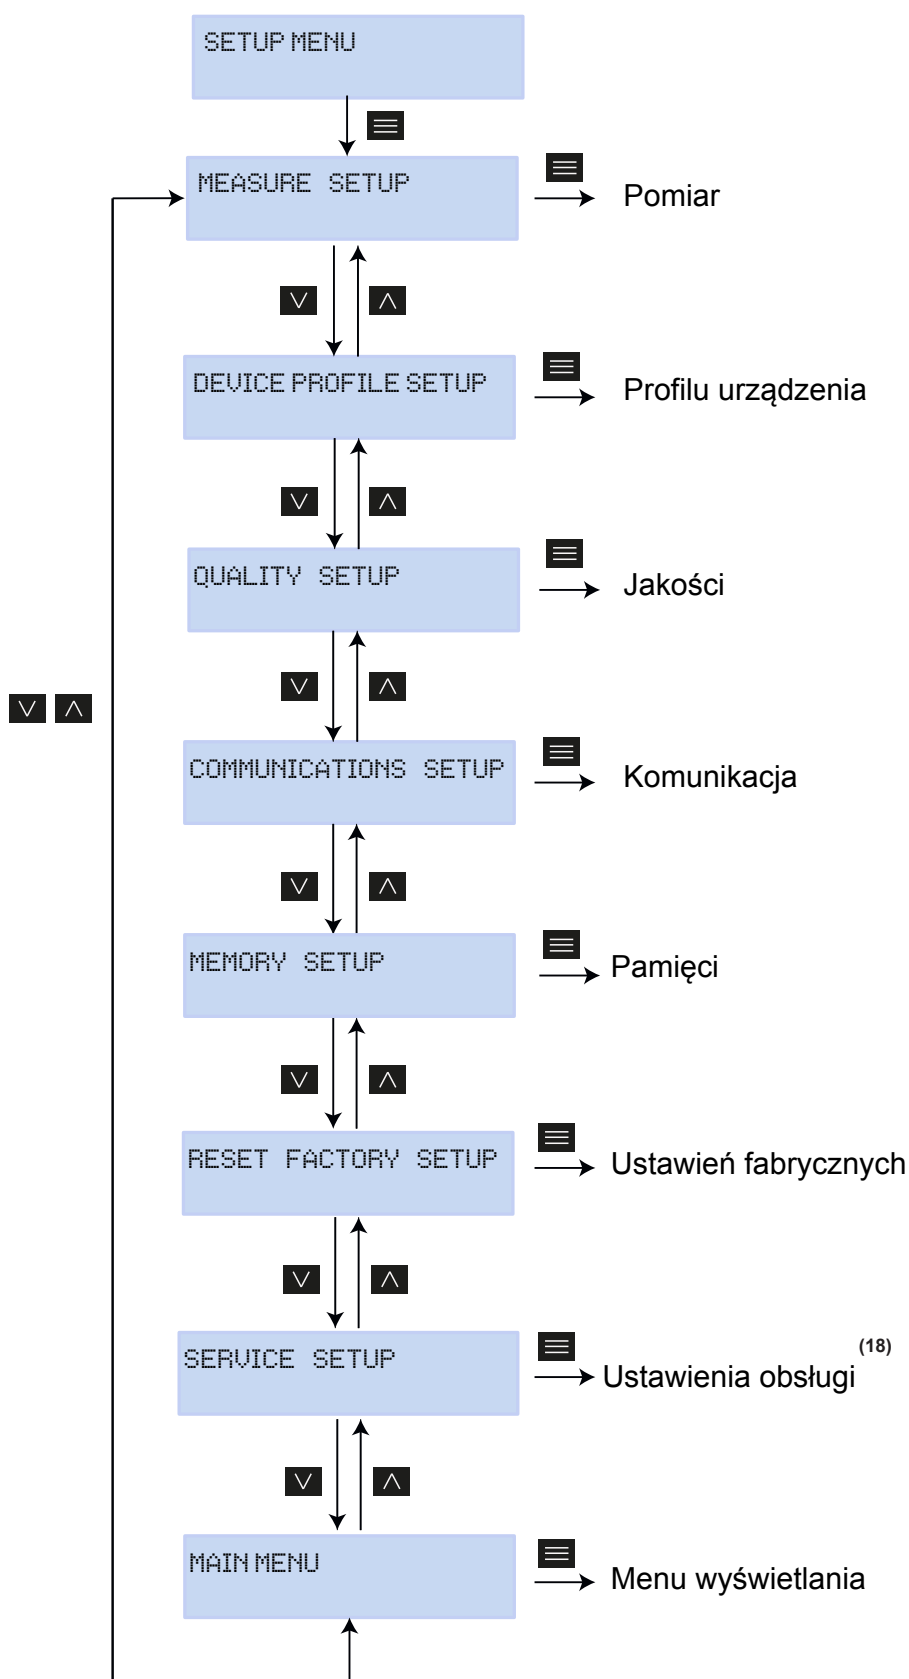 SETUP MENU
MEASURE SETUP
Pomiar
DEVICE PROFILE SETUP
Profilu urządzenia
QUALITY SETUP
Jakości
COMMUNICATIONS SETUP
Komunikacja
MEMORY SETUP
Pamięci
RESET FACTORY SETUP
Ustawień fabrycznych
SERVICE SETUP
Ustawienia obsługi (18)
MAIN MENU
Menu wyświetlania